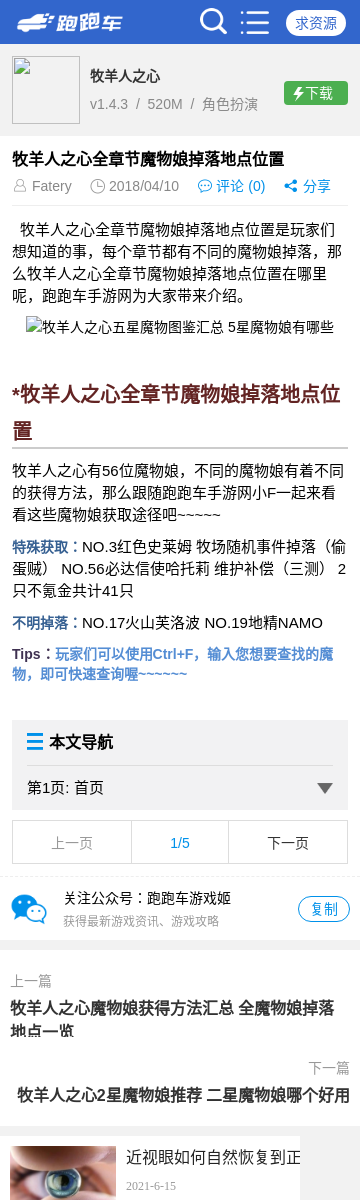 跑跑车
求资源
牧羊人之心
v1.4.3 / 520M / 角色扮演
下载
牧羊人之心全章节魔物娘掉落地点位置
Fatery 2018/04/10 评论 (0) 分享
牧羊人之心全章节魔物娘掉落地点位置是玩家们
想知道的事，每个章节都有不同的魔物娘掉落，那
么牧羊人之心全章节魔物娘掉落地点位置在哪里
呢，跑跑车手游网为大家带来介绍。
牧羊人之心五星魔物图鉴汇总 5星魔物娘有哪些
*牧羊人之心全章节魔物娘掉落地点位
置
牧羊人之心有56位魔物娘，不同的魔物娘有着不同
的获得方法，那么跟随跑跑车手游网小F一起来看
看这些魔物娘获取途径吧~~~~~
特殊获取：NO.3红色史莱姆 牧场随机事件掉落（偷
蛋贼） NO.56必达信使哈托莉 维护补偿（三测） 2
只不氪金共计41只
不明掉落：NO.17火山芙洛波 NO.19地精NAMO
Tips：玩家们可以使用Ctrl+F，输入您想要查找的魔
物，即可快速查询喔~~~~~~
本文导航
第1页: 首页
上一页 1/5 下一页
关注公众号：跑跑车游戏姬
获得最新游戏资讯、游戏攻略
复制
上一篇
牧羊人之心魔物娘获得方法汇总 全魔物娘掉落
地点一览
下一篇
牧羊人之心2星魔物娘推荐 二星魔物娘哪个好用
近视眼如何自然恢复到正
2021-6-15